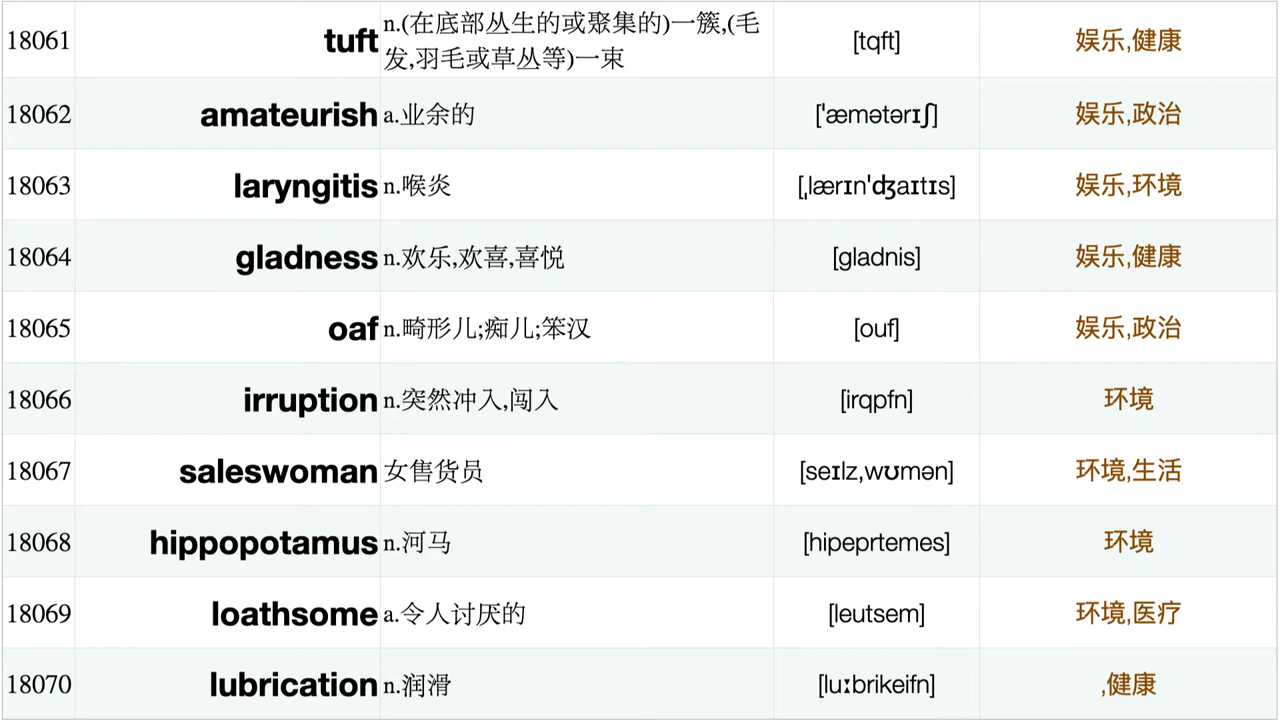 18061 tuft n.(在底部丛生的或聚集的)一簇,(毛 [tqft] 娱乐,健康
发,羽毛或草丛等)一束
18062 amateurish a.业余的 [ˈæmətərɪʃ] 娱乐,政治
18063 laryngitis n.喉炎 [ˌlærɪnˈʤaɪtɪs] 娱乐,环境
18064 gladness n.欢乐,欢喜,喜悦 [gladnis] 娱乐,健康
18065 oaf n.畸形儿;痴儿;笨汉 [ouf] 娱乐,政治
18066 irruption n.突然冲入,闯入 [irqpfn] 环境
18067 saleswoman 女售货员 [seɪlz,wʊmən] 环境,生活
18068 hippopotamus n.河马 [hipeprtemes] 环境
18069 loathsome a.令人讨厌的 [leutsem] 环境,医疗
18070 lubrication n.润滑 [luːbrikeifn] ,健康